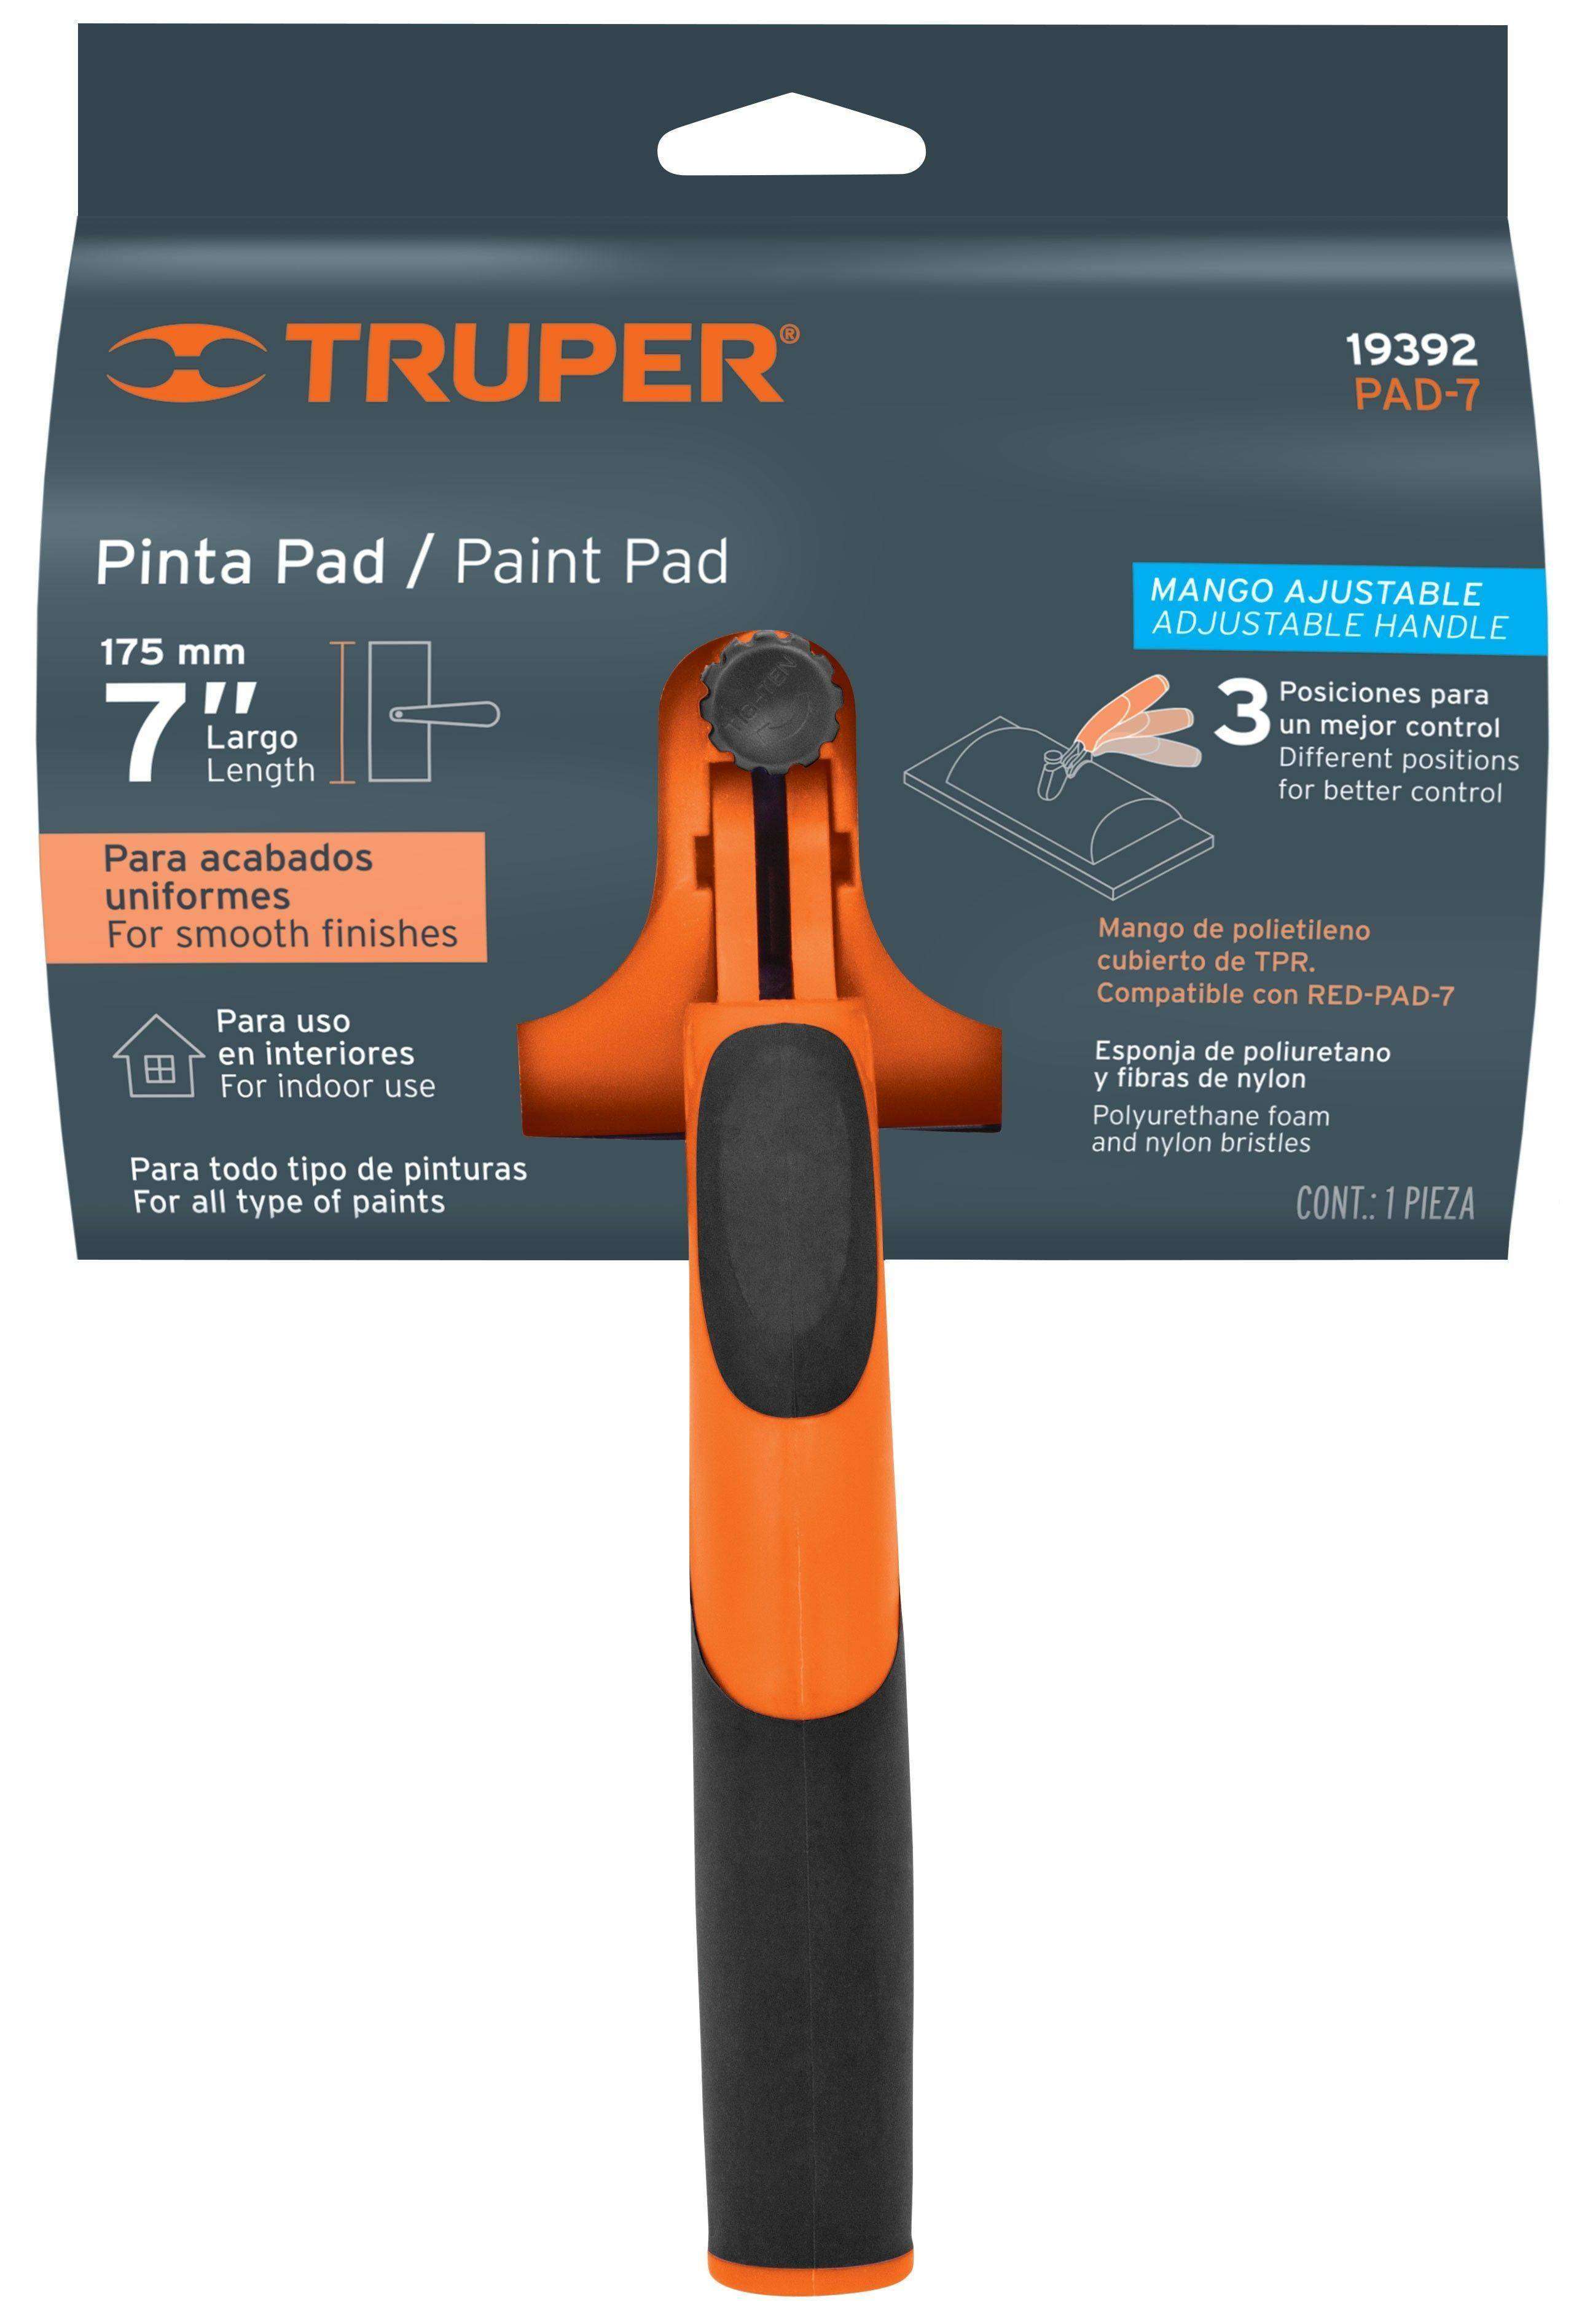 TRUPER®
19392
PAD-7
Pinta Pad / Paint Pad
175 mm
7"
Largo
Length
Para acabados
uniformes
For smooth finishes
Para uso
en interiores
For indoor use
Para todo tipo de pinturas
For all type of paints
MANGO AJUSTABLE
ADJUSTABLE HANDLE
3
Posiciones para
un mejor control
Different positions
for better control
Mango de polietileno
cubierto de TPR.
Compatible con RED-PAD-7
Esponja de poliuretano
y fibras de nylon
Polyurethane foam
and nylon bristles
CONT.: 1 PIEZA